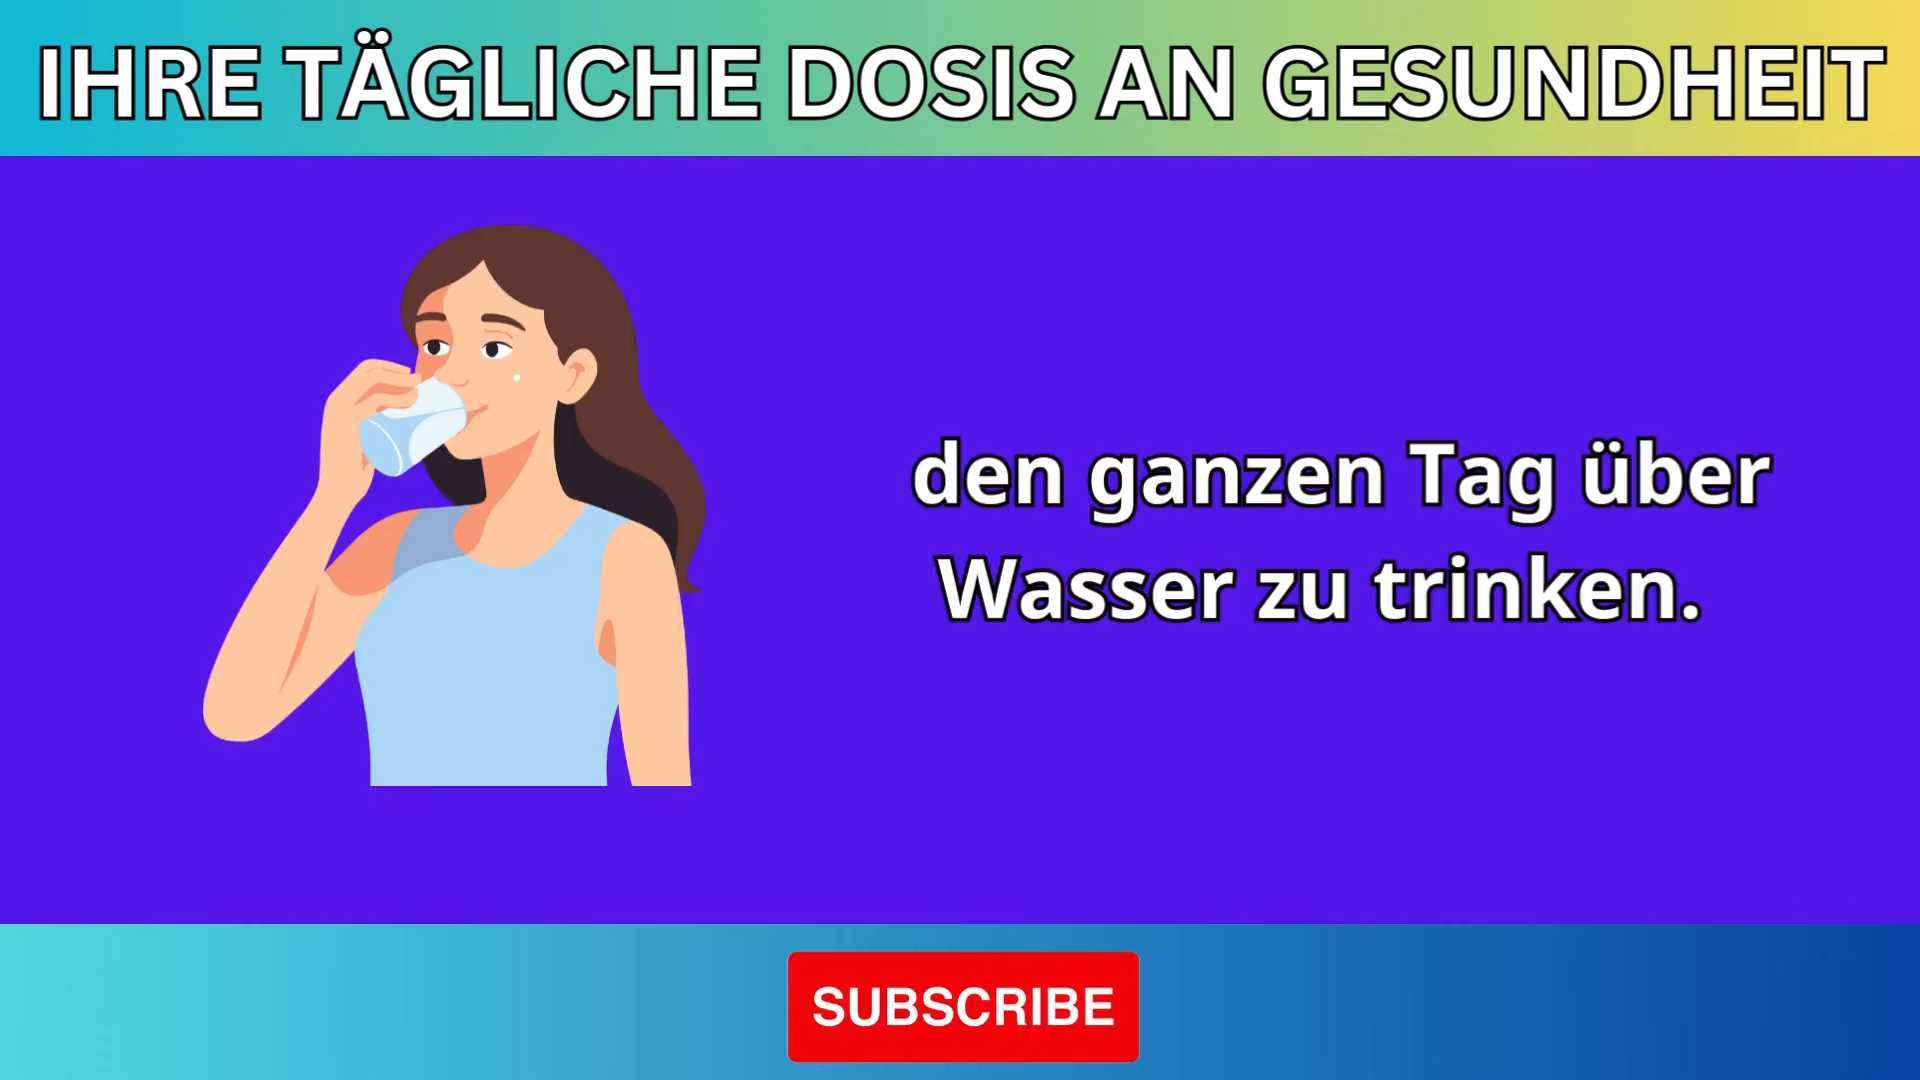 IHRE TÄGLICHE DOSIS AN GESUNDHEIT
den ganzen Tag über
Wasser zu trinken.
SUBSCRIBE